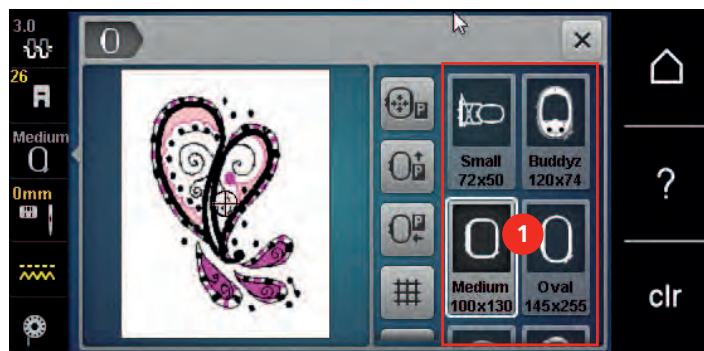 3.0
26
Medium
0mm
P
P
P
Small
72x50
Buddyz
120x74
1
Medium
100x130
Oval
145x255
?
clr